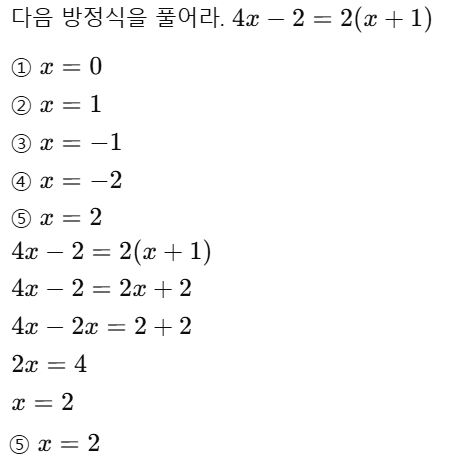 다음 방정식을 풀어라. 4x − 2 = 2(x + 1)
① x = 0
② x = 1
③ x = −1
④ x = −2
⑤ x = 2
4x − 2 = 2(x + 1)
4x − 2 = 2x + 2
4x − 2x = 2 + 2
2x = 4
x = 2
⑤ x = 2